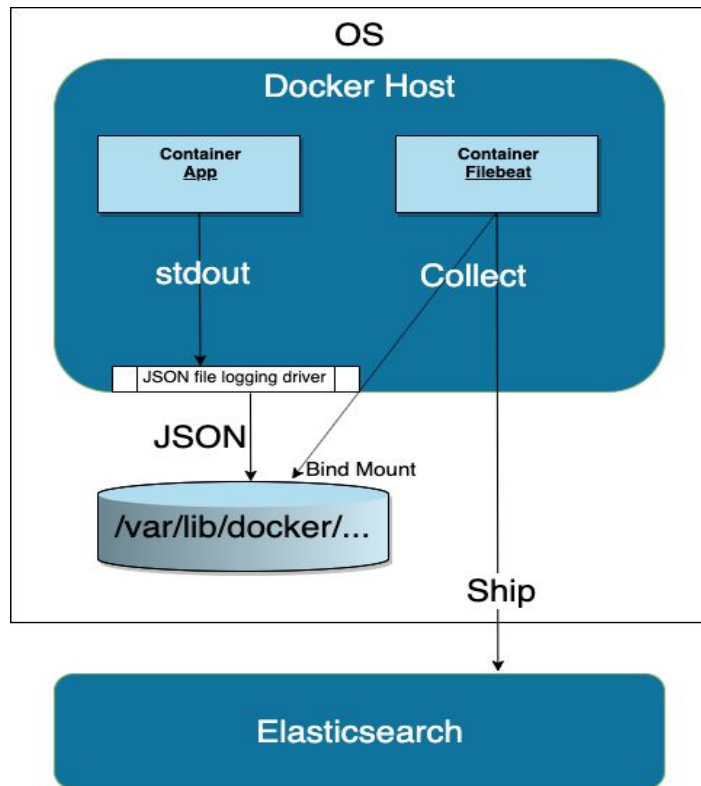 OS
Docker Host
Container
App
Container
Filebeat
stdout
Collect
JSON file logging driver
JSON
Bind Mount
/var/lib/docker/...
Ship
Elasticsearch